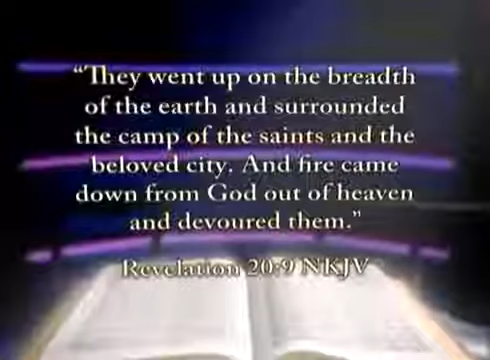 “They went up on the breadth
of the earth and surrounded
the camp of the saints and the
beloved city. And fire came
down from God out of heaven
and devoured them.”
Revelation 20:9 NKJV